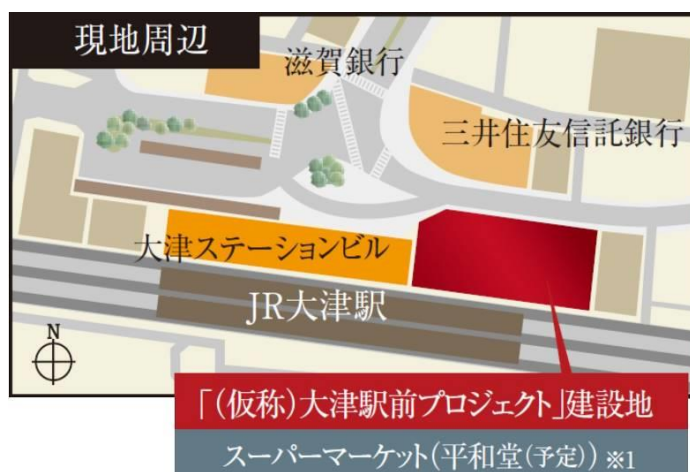 現地周辺
滋賀銀行
三井住友信託銀行
大津ステーションビル
JR大津駅
N
「(仮称)大津駅前プロジェクト」建設地
スーパーマーケット(平和堂(予定))※1